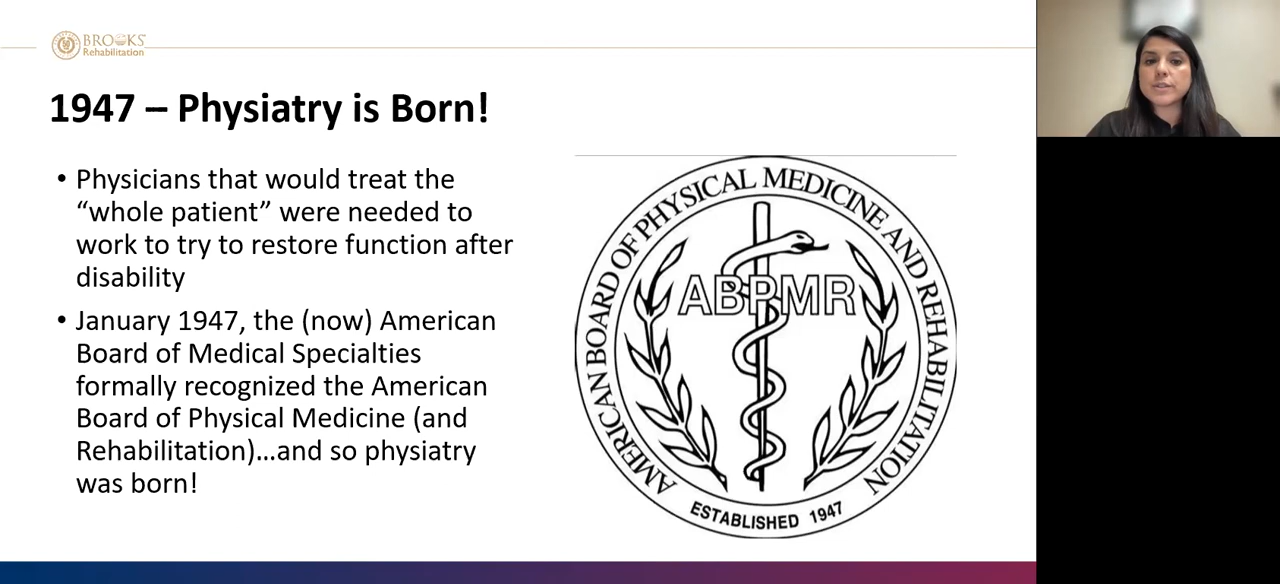 BROOKS
Rehabilitation
1947 – Physiatry is Born!
• Physicians that would treat the
“whole patient” were needed to
work to try to restore function after
disability
• January 1947, the (now) American
Board of Medical Specialties
formally recognized the American
Board of Physical Medicine (and
Rehabilitation)…and so physiatry
was born!
AMERICAN BOARD OF PHYSICAL MEDICINE AND REHABILITATION
ABPMR
ESTABLISHED 1947